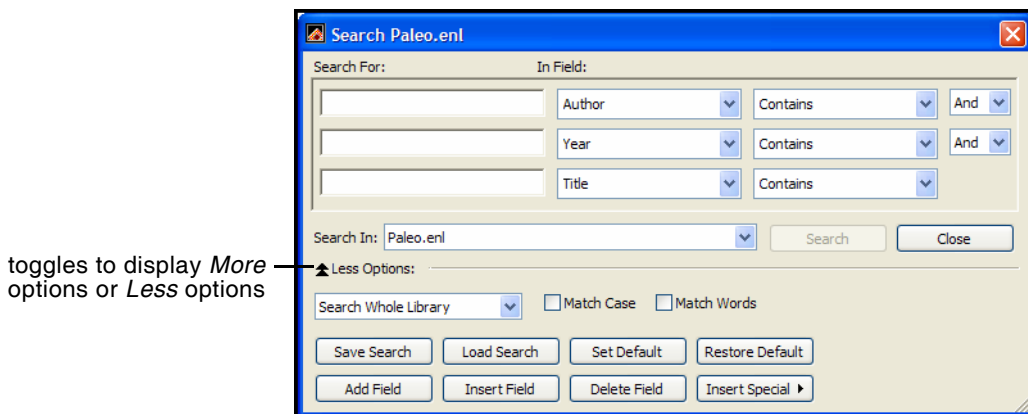 Search Paleo.enl
Search For: In Field:
Author Contains And
Year Contains And
Title Contains
Search In: Paleo.enl Search Close
toggles to display More
options or Less options
Less Options:
Search Whole Library Match Case Match Words
Save Search Load Search Set Default Restore Default
Add Field Insert Field Delete Field Insert Special